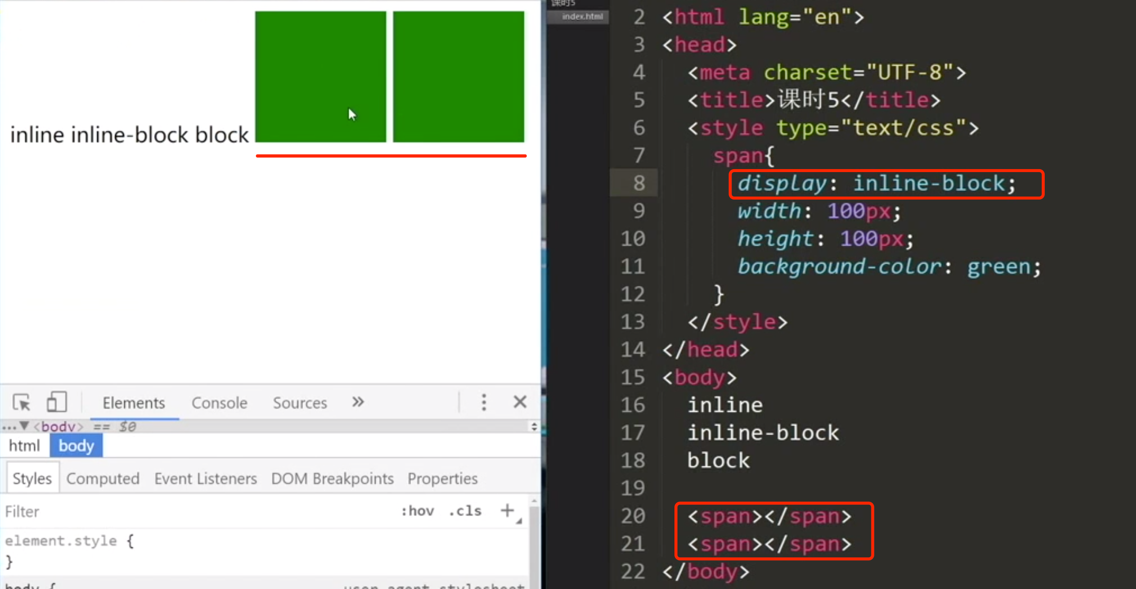 inline inline-block block
Elements Console Sources »
<body> == $0
html body
Styles Computed Event Listeners DOM Breakpoints Properties
Filter :hov .cls +
element.style {
}
body {
user agent stylesheet
课时5
index.html
2 <html lang="en">
3 <head>
4 <meta charset="UTF-8">
5 <title>课时5</title>
6 <style type="text/css">
7 span{
8 display: inline-block;
9 width: 100px;
10 height: 100px;
11 background-color: green;
12 }
13 </style>
14 </head>
15 <body>
16 inline
17 inline-block
18 block
19
20 <span></span>
21 <span></span>
22 </body>